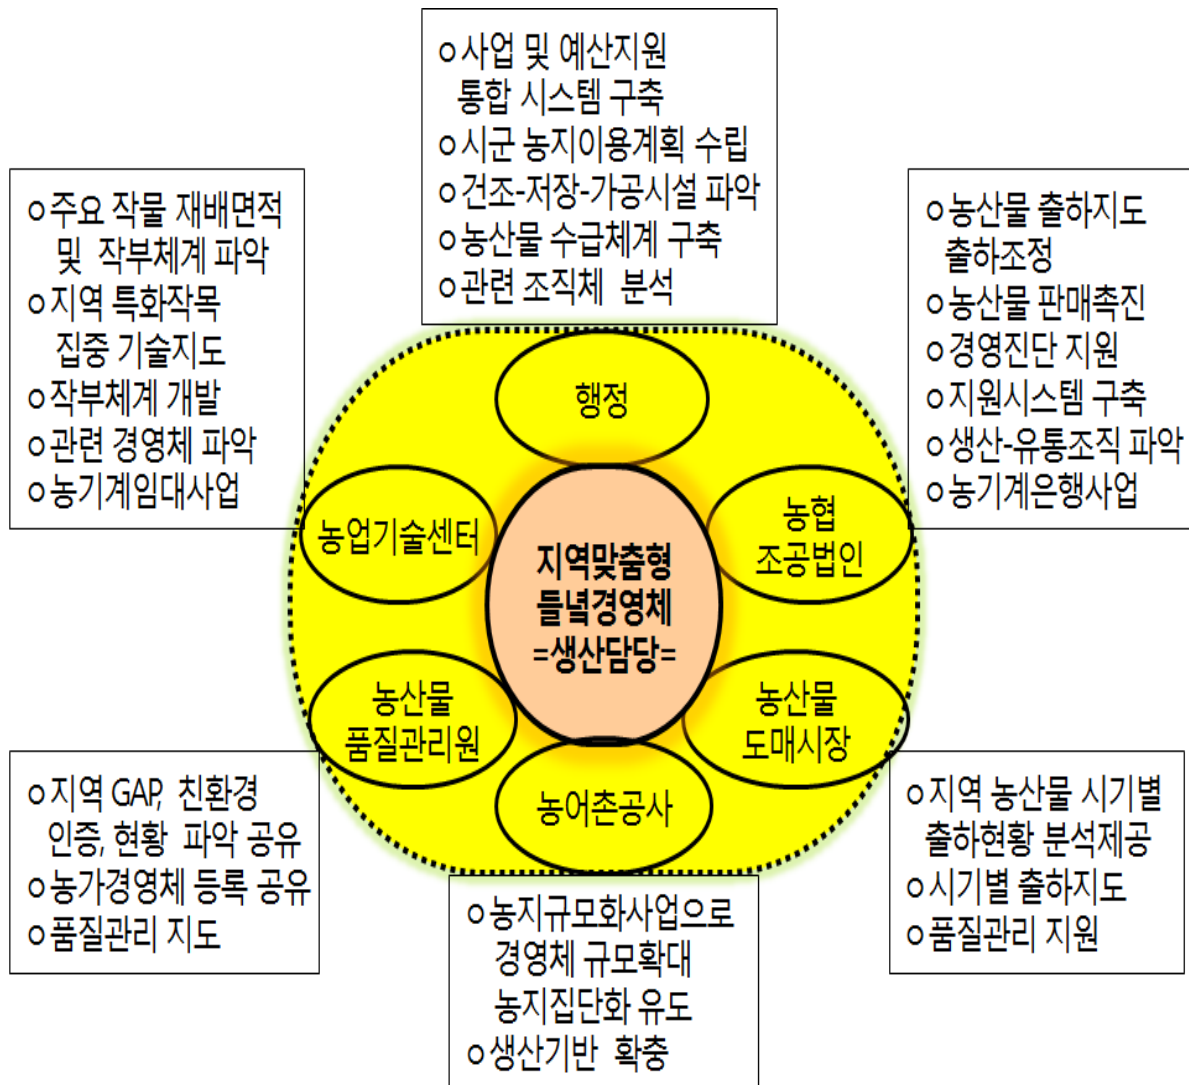 ㅇ사업 및 예산지원
통합 시스템 구축
ㅇ시군 농지이용계획 수립
ㅇ건조-저장-가공시설 파악
ㅇ농산물 수급체계 구축
ㅇ관련 조직체 분석
ㅇ주요 작물 재배면적
및 작부체계 파악
ㅇ지역 특화작목
집중 기술지도
ㅇ작부체계 개발
ㅇ관련 경영체 파악
ㅇ농기계임대사업
ㅇ농산물 출하지도
출하조정
ㅇ농산물 판매촉진
ㅇ경영진단 지원
ㅇ지원시스템 구축
ㅇ생산-유통조직 파악
ㅇ농기계은행사업
행정
농업기술센터
농협
조공법인
지역맞춤형
들녘경영체
=생산담당=
농산물
품질관리원
농산물
도매시장
농어촌공사
ㅇ지역 GAP, 친환경
인증, 현황 파악 공유
ㅇ농가경영체 등록 공유
ㅇ품질관리 지도
ㅇ농지규모화사업으로
경영체 규모확대
농지집단화 유도
ㅇ생산기반 확충
ㅇ지역 농산물 시기별
출하현황 분석제공
ㅇ시기별 출하지도
ㅇ품질관리 지원